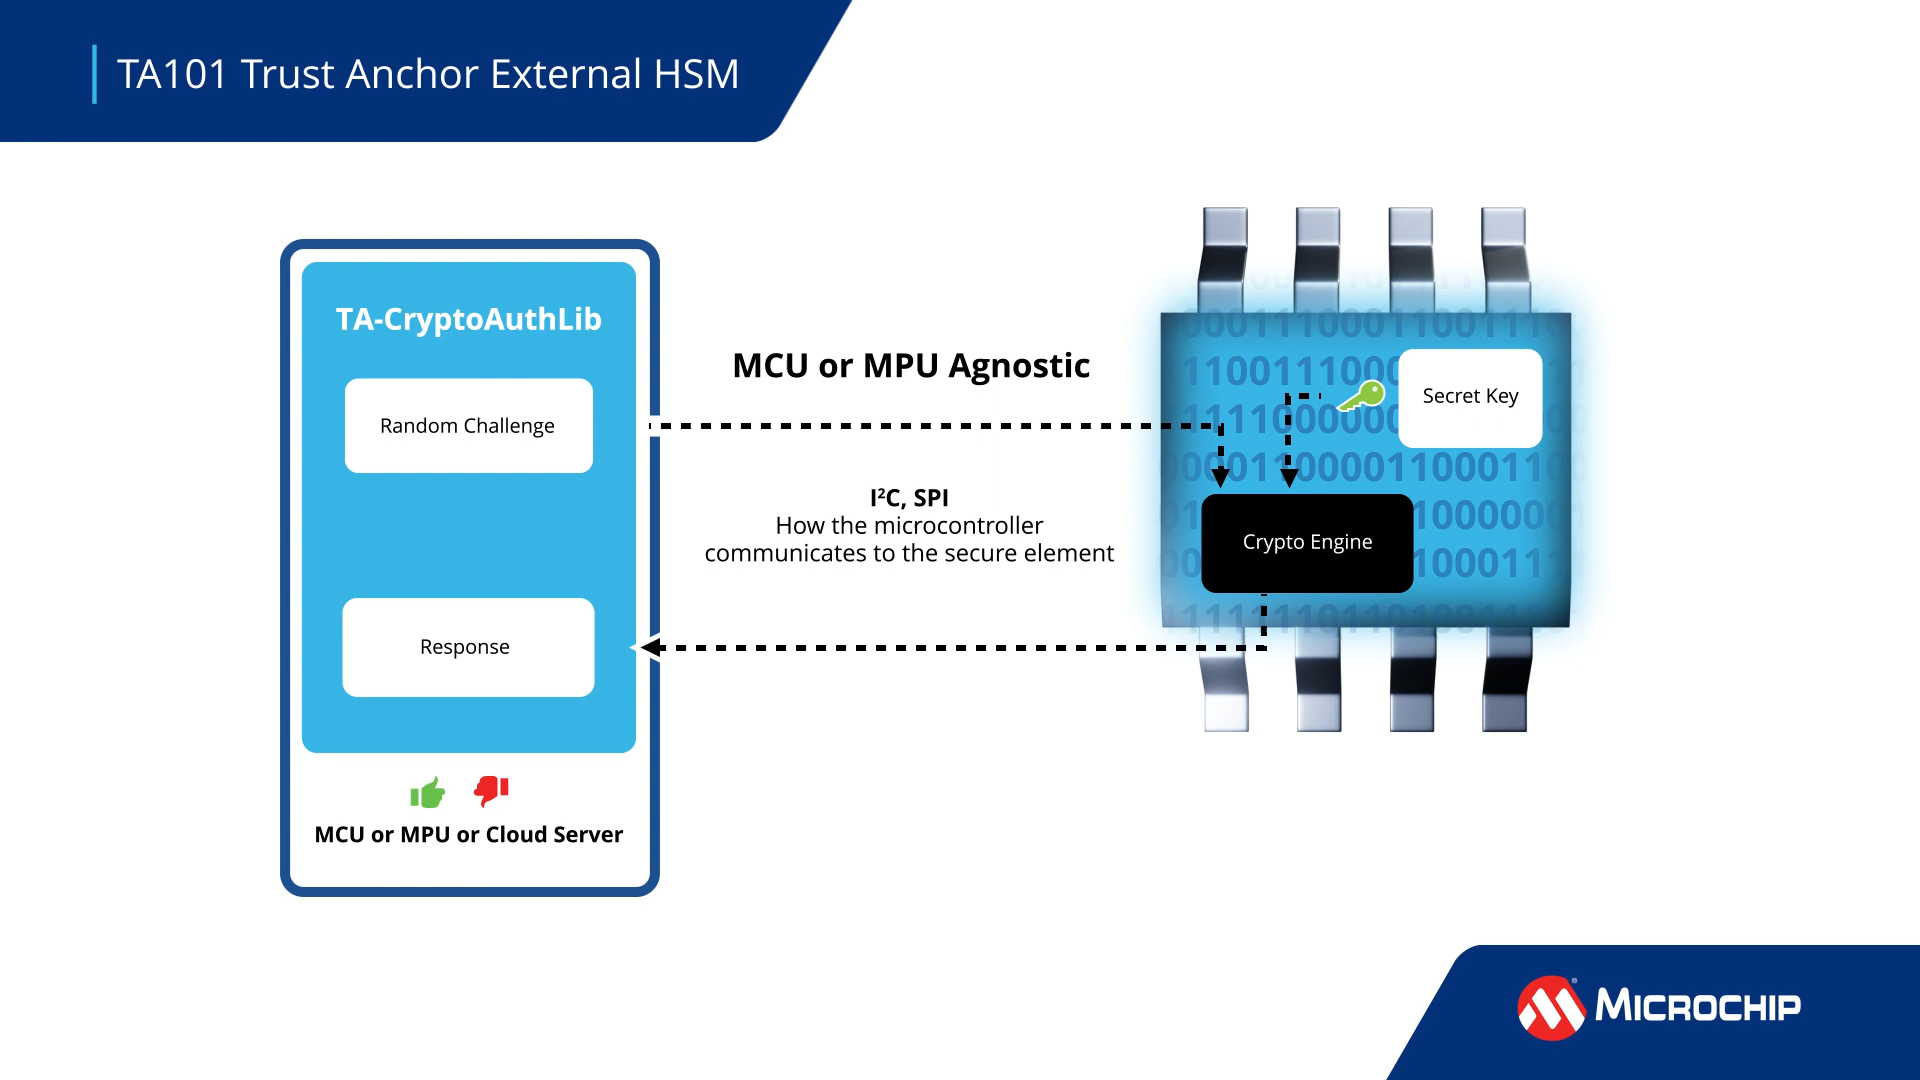 TA101 Trust Anchor External HSM
TA-CryptoAuthLib
Random Challenge
Response
MCU or MPU or Cloud Server
MCU or MPU Agnostic
I²C, SPI
How the microcontroller
communicates to the secure element
Secret Key
Crypto Engine
MICROCHIP